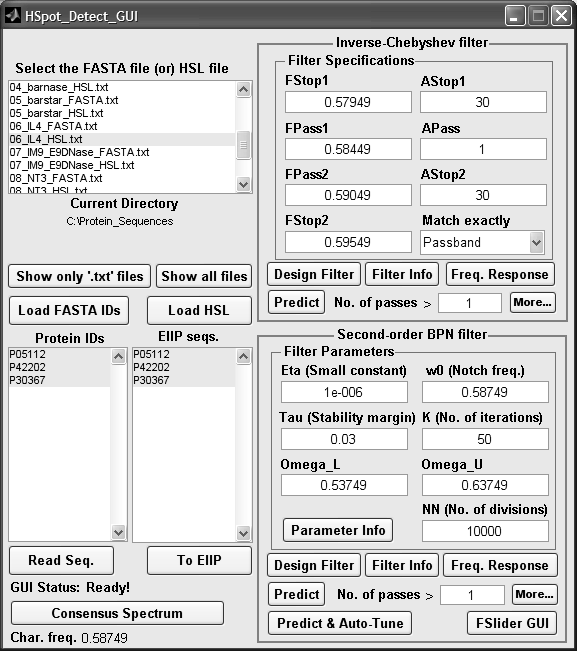 HSpot_Detect_GUI
Select the FASTA file (or) HSL file
04_barnase_HSL.txt
05_barstar_FASTA.txt
05_barstar_HSL.txt
06_IL4_FASTA.txt
06_IL4_HSL.txt
07_IM9_E9DNase_FASTA.txt
07_IM9_E9DNase_HSL.txt
08_NT3_FASTA.txt
08_NT3_HSL.txt
Current Directory
C:\Protein_Sequences
Show only '.txt' files Show all files
Load FASTA IDs Load HSL
Protein IDs EIIP seqs.
P05112 P05112
P42202 P42202
P30367 P30367
Read Seq. To EIIP
GUI Status: Ready!
Consensus Spectrum
Char. freq. 0.58749
Inverse-Chebyshev filter
Filter Specifications
FStop1 AStop1
0.57949 30
FPass1 APass
0.58449 1
FPass2 AStop2
0.59049 30
FStop2 Match exactly
0.59549 Passband
Design Filter Filter Info Freq. Response
Predict No. of passes > 1 More...
Second-order BPN filter
Filter Parameters
Eta (Small constant) w0 (Notch freq.)
1e-006 0.58749
Tau (Stability margin) K (No. of iterations)
0.03 50
Omega_L Omega_U
0.53749 0.63749
NN (No. of divisions)
Parameter Info 10000
Design Filter Filter Info Freq. Response
Predict No. of passes > 1 More...
Predict & Auto-Tune FSlider GUI